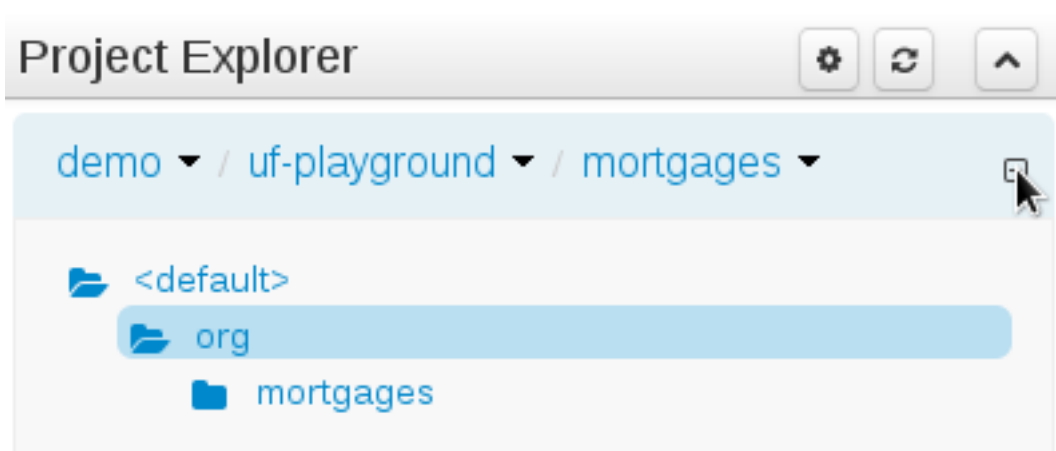 Project Explorer
demo / uf-playground / mortgages
<default>
org
mortgages